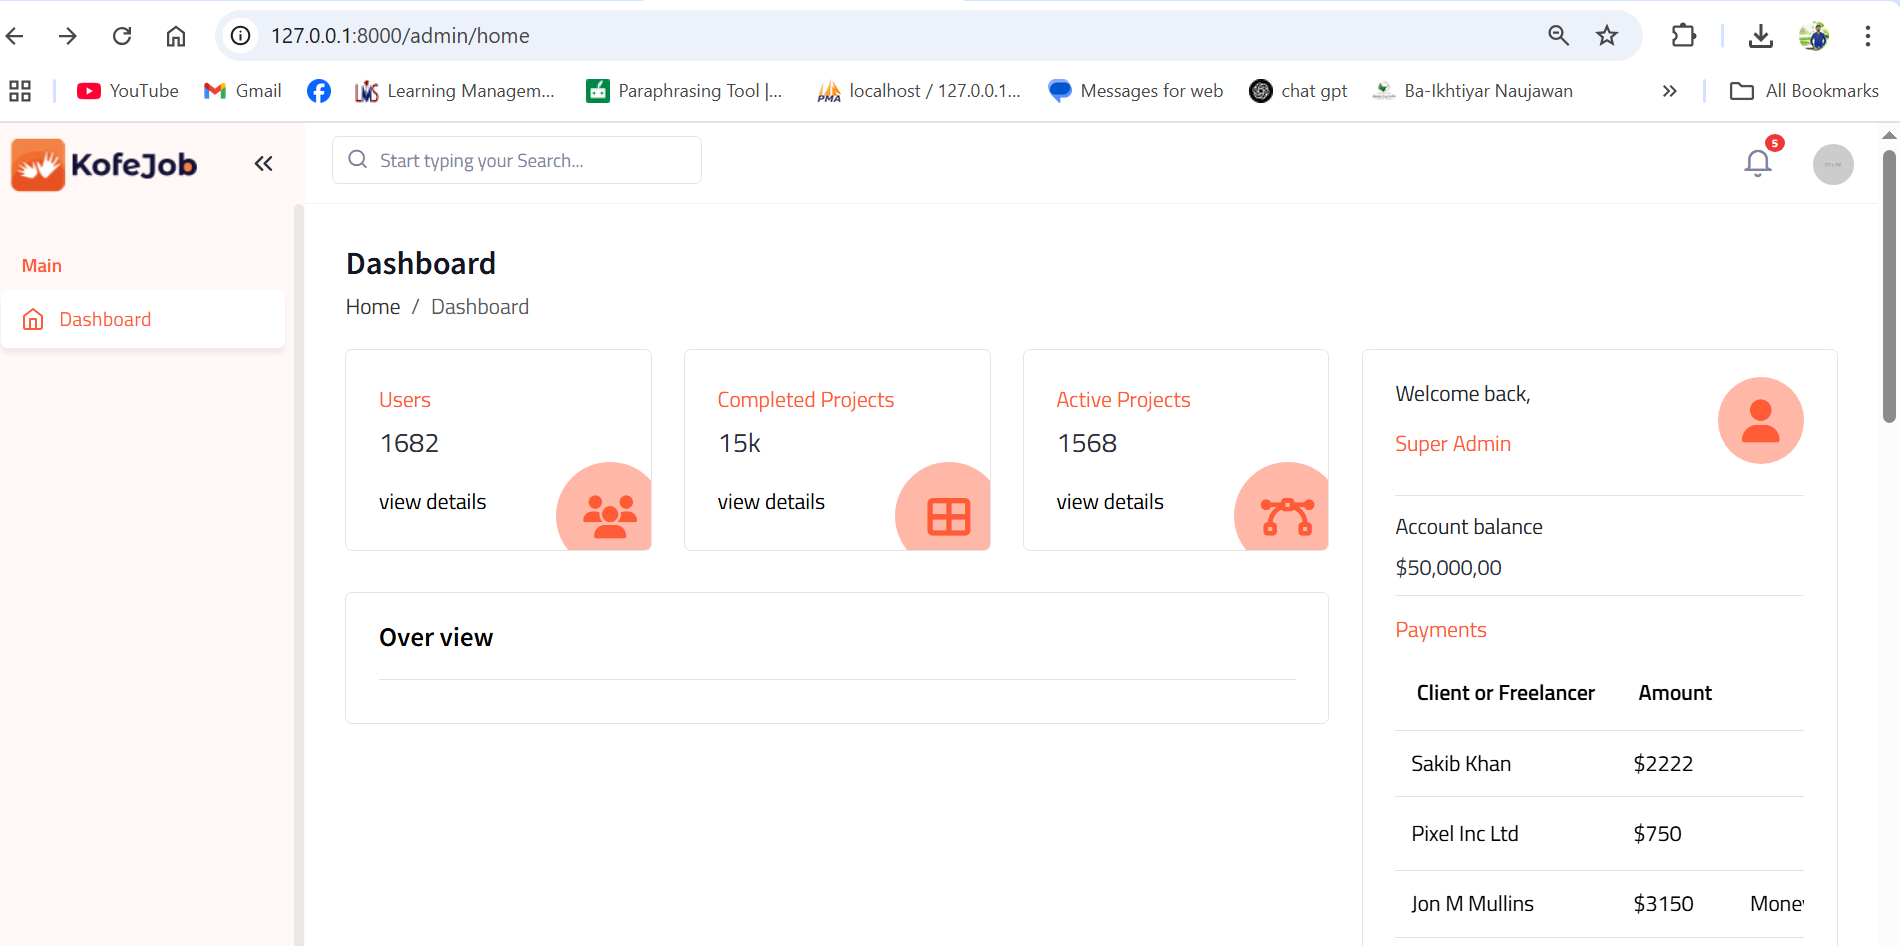 127.0.0.1:8000/admin/home
YouTube
Gmail
Learning Managem...
Paraphrasing Tool |...
PMA
localhost / 127.0.0.1...
Messages for web
chat gpt
Ba-Ikhtiyar Naujawan
All Bookmarks
KofeJob
Start typing your Search...
5
Main
Dashboard
Dashboard
Home / Dashboard
Users
1682
view details
Completed Projects
15k
view details
Active Projects
1568
view details
Over view
Welcome back,
Super Admin
Account balance
$50,000,00
Payments
Client or Freelancer Amount
Sakib Khan $2222
Pixel Inc Ltd $750
Jon M Mullins $3150 Money